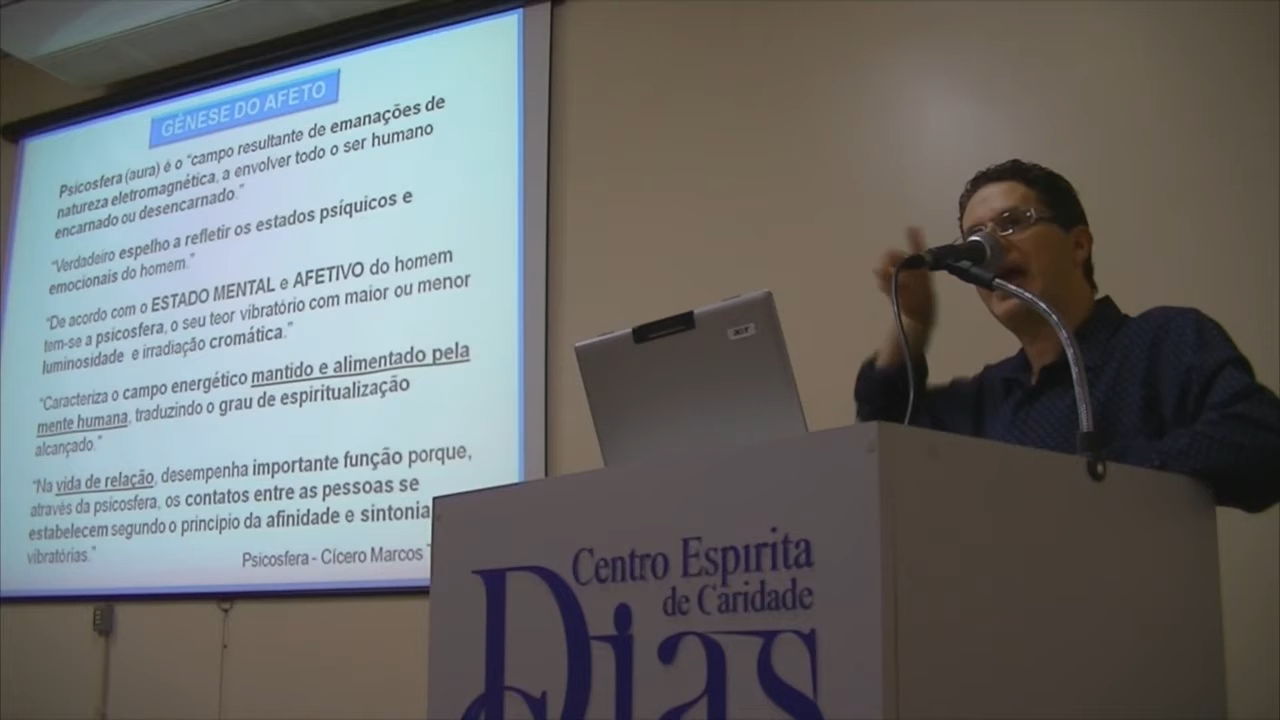 GÊNESE DO AFETO
Psicosfera (aura) é o "campo resultante de emanações de
natureza eletromagnética, a envolver todo o ser humano
encarnado ou desencarnado."
"Verdadeiro espelho a refletir os estados psíquicos e
emocionais do homem."
"De acordo com o ESTADO MENTAL e AFETIVO do homem
tem-se a psicosfera, o seu teor vibratório com maior ou menor
luminosidade e irradiação cromática."
"Caracteriza o campo energético mantido e alimentado pela
mente humana, traduzindo o grau de espiritualização
alcançado."
"Na vida de relação, desempenha importante função porque,
através da psicosfera, os contatos entre as pessoas se
estabelecem segundo o princípio da afinidade e sintonia
vibratórias."
Psicosfera - Cícero Marcos
acer
Centro Espírita
de Caridade
Dias